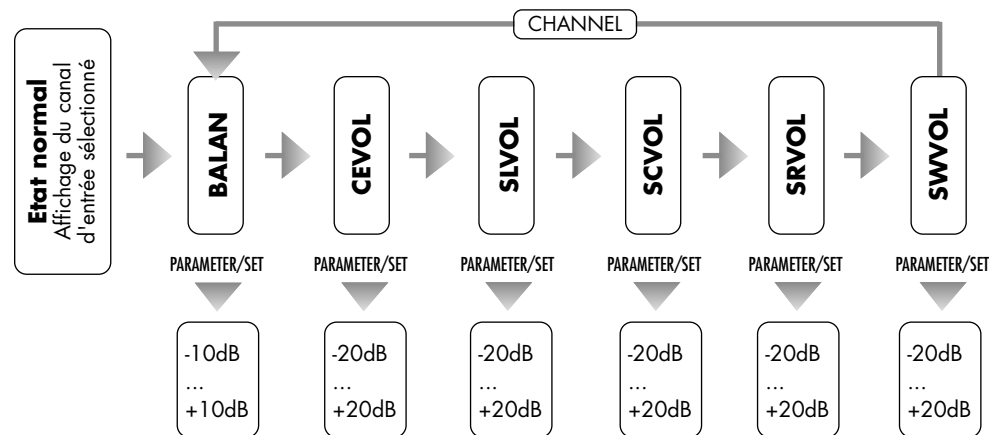 CHANNEL
Etat normal
Affichage du canal
d'entrée sélectionné
BALAN
CEVOL
SLVOL
SCVOL
SRVOL
SWVOL
PARAMETER/SET
PARAMETER/SET
PARAMETER/SET
PARAMETER/SET
PARAMETER/SET
PARAMETER/SET
-10dB
...
+10dB
-20dB
...
+20dB
-20dB
...
+20dB
-20dB
...
+20dB
-20dB
...
+20dB
-20dB
...
+20dB